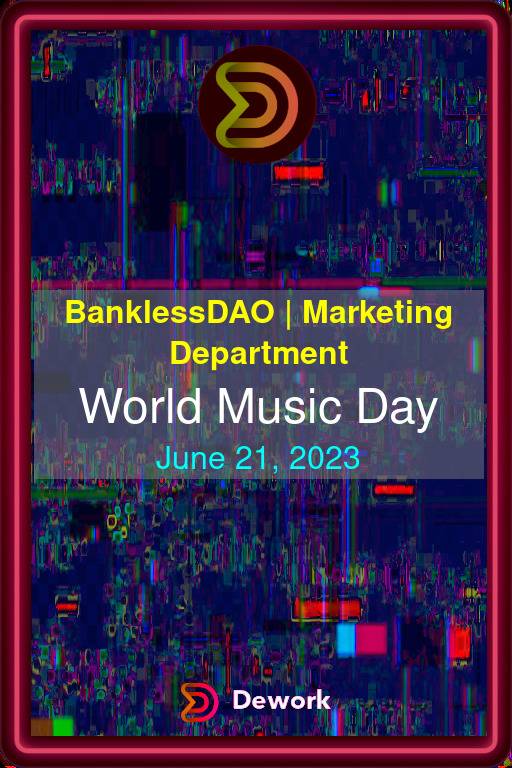 BanklessDAO | Marketing
Department
World Music Day
June 21, 2023
Dework